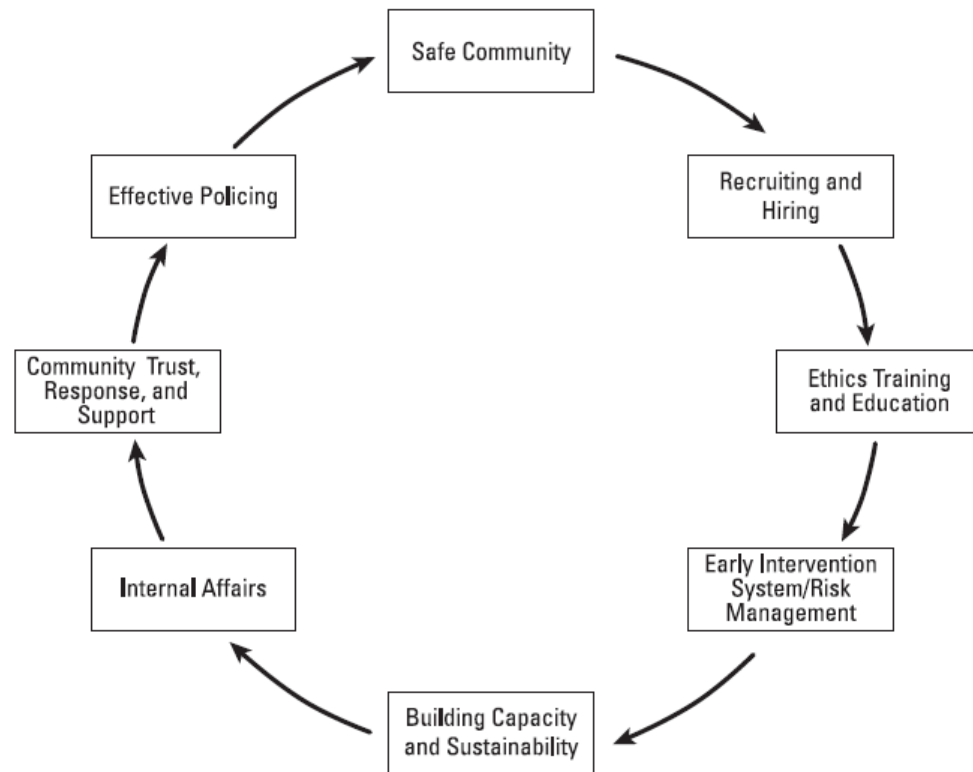 Safe Community
Recruiting and
Hiring
Ethics Training
and Education
Early Intervention
System/Risk
Management
Building Capacity
and Sustainability
Internal Affairs
Community Trust,
Response, and
Support
Effective Policing